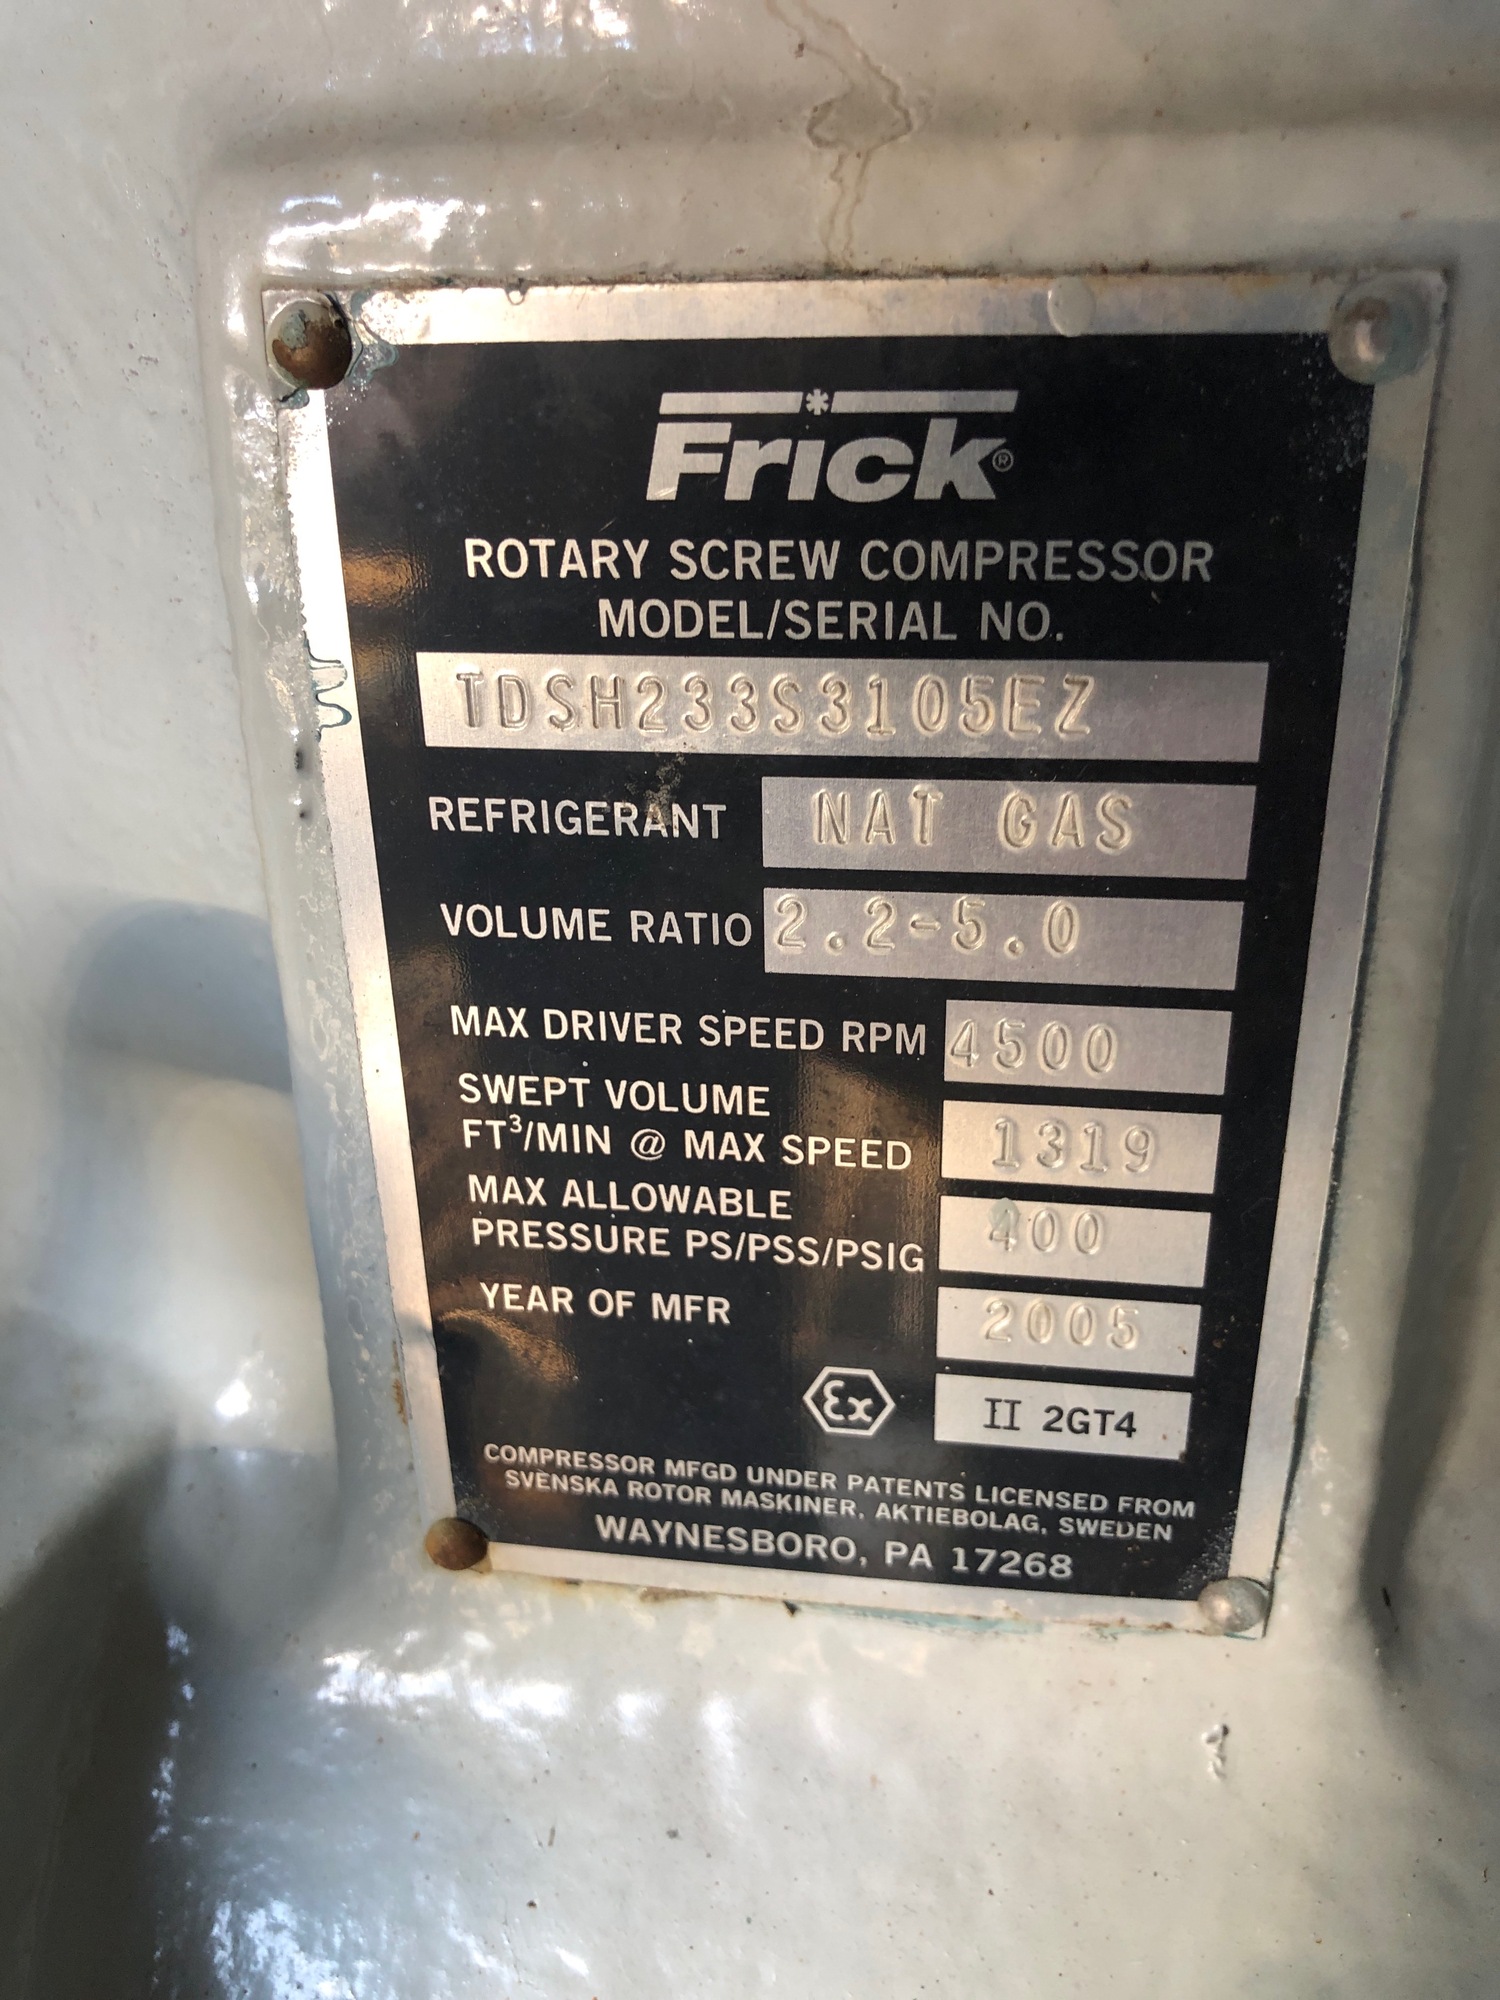 Frick®
ROTARY SCREW COMPRESSOR
MODEL/SERIAL NO.
TDSH233S3105EZ
REFRIGERANT NAT GAS
VOLUME RATIO 2.2-5.0
MAX DRIVER SPEED RPM 4500
SWEPT VOLUME
FT³/MIN @ MAX SPEED 1319
MAX ALLOWABLE
PRESSURE PS/PSS/PSIG 400
YEAR OF MFR 2005
Ex II 2GT4
COMPRESSOR MFGD UNDER PATENTS LICENSED FROM
SVENSKA ROTOR MASKINER, AKTIEBOLAG, SWEDEN
WAYNESBORO, PA 17268